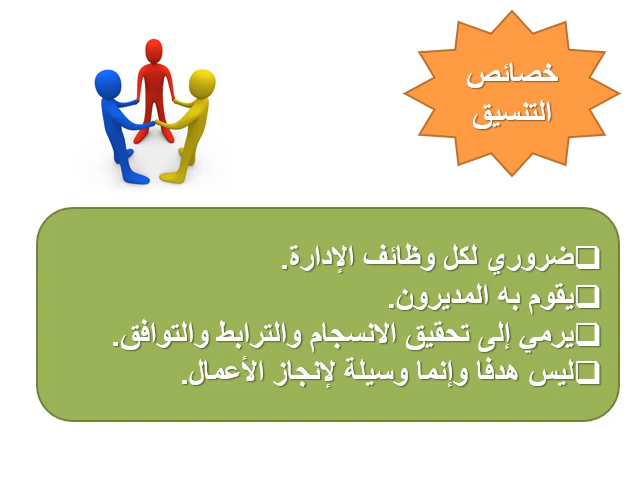 خصائص
التنسيق
❑ضروري لكل وظائف الإدارة.
❑يقوم به المديرون.
❑يرمي إلى تحقيق الانسجام والترابط والتوافق.
❑ليس هدفا وإنما وسيلة لإنجاز الأعمال.